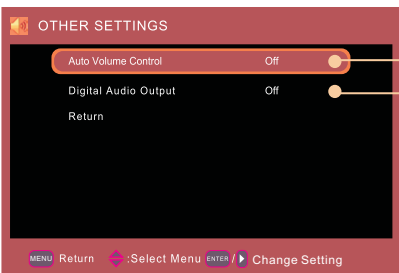 OTHER SETTINGS
Auto Volume Control Off
Digital Audio Output Off
Return
MENU Return :Select Menu ENTER / Change Setting